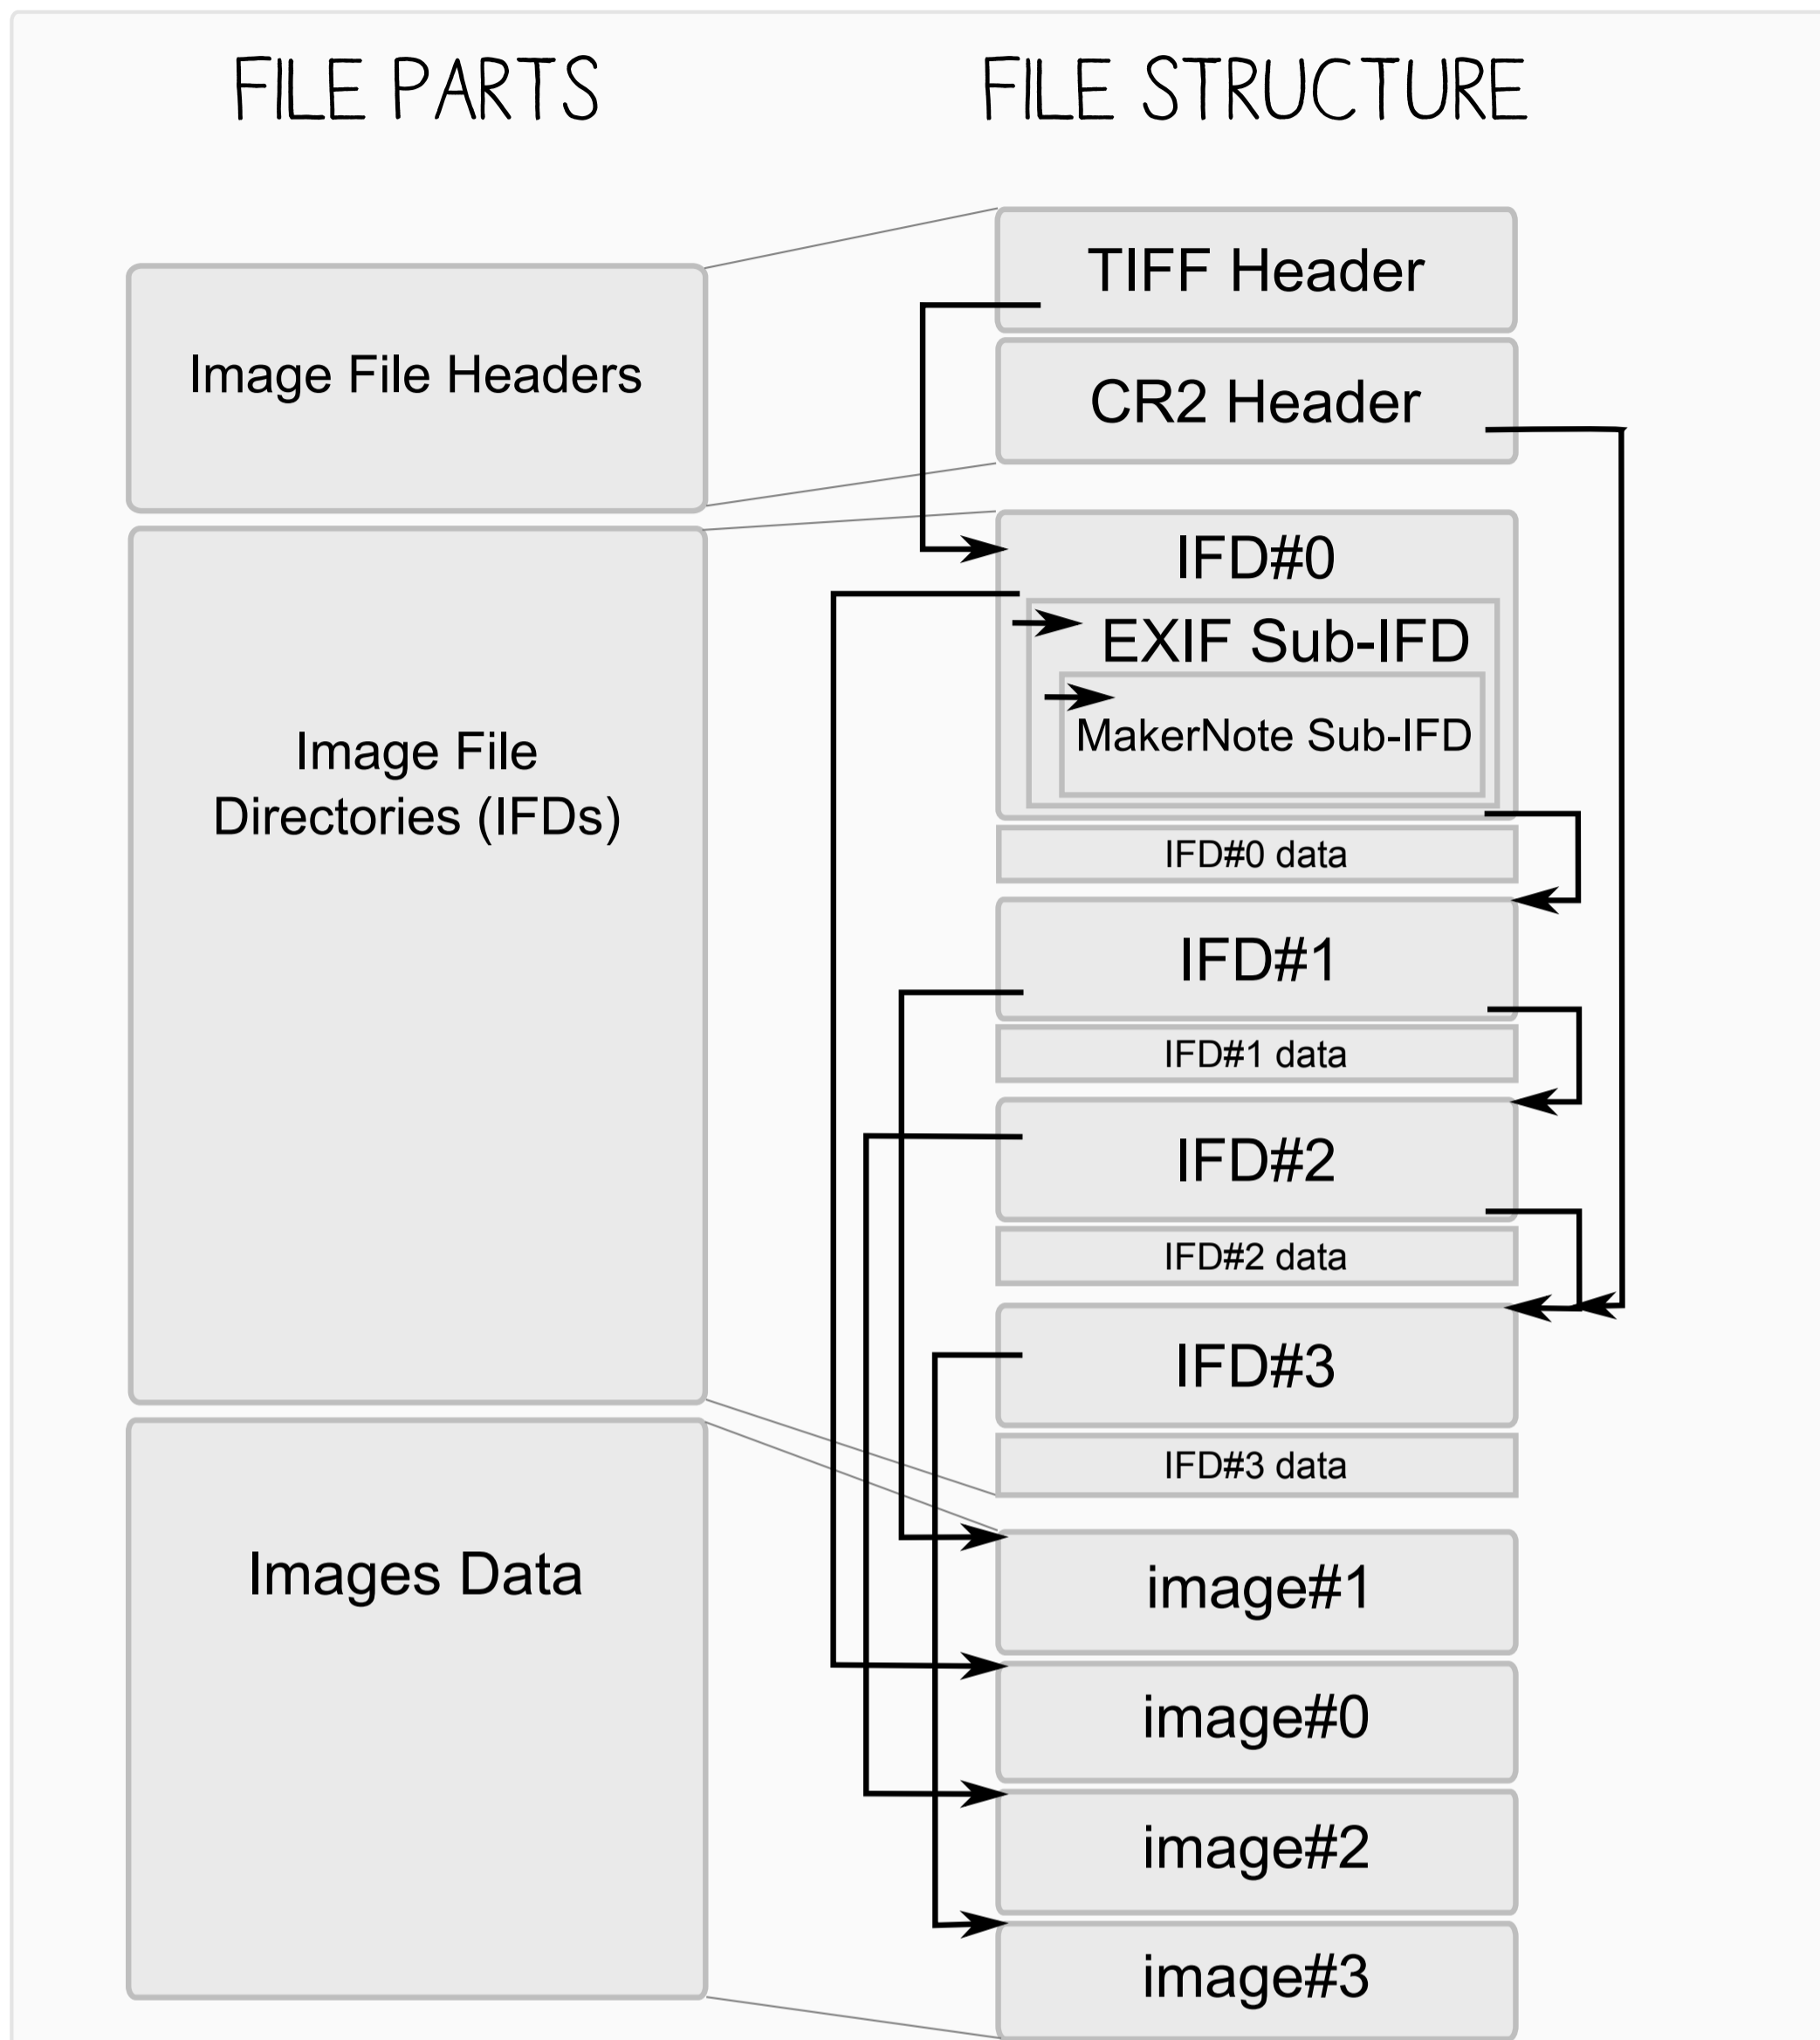 FILE PARTS
FILE STRUCTURE
Image File Headers
Image File
Directories (IFDs)
Images Data
TIFF Header
CR2 Header
IFD#0
EXIF Sub-IFD
MakerNote Sub-IFD
IFD#0 data
IFD#1
IFD#1 data
IFD#2
IFD#2 data
IFD#3
IFD#3 data
image#1
image#0
image#2
image#3